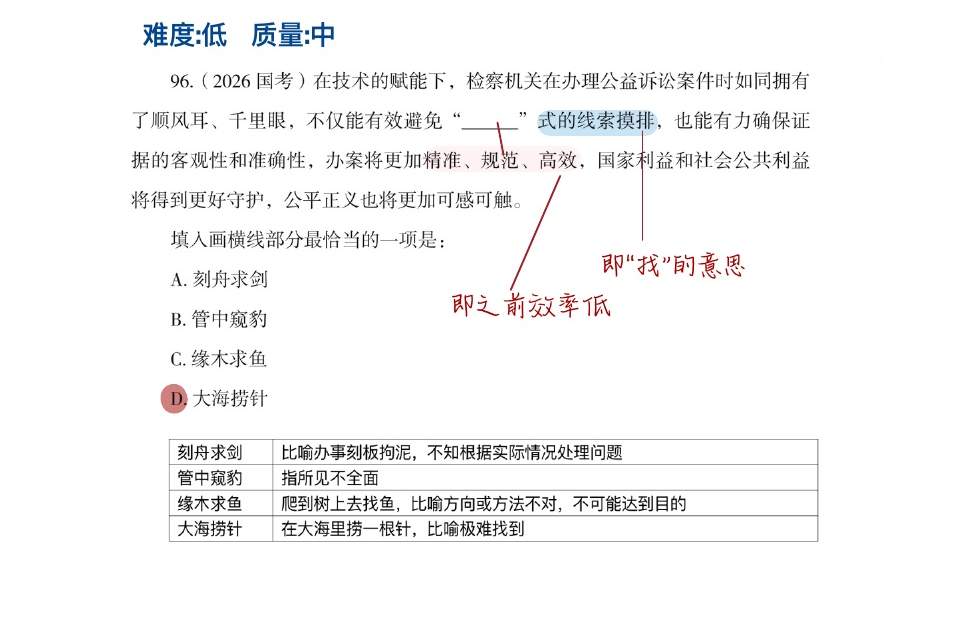 难度:低 质量:中
96.（2026国考）在技术的赋能下，检察机关在办理公益诉讼案件时如同拥有
了顺风耳、千里眼，不仅能有效避免“______”式的线索摸排，也能有力确保证
据的客观性和准确性，办案将更加精准、规范、高效，国家利益和社会公共利益
将得到更好守护，公平正义也将更加可感可触。
填入画横线部分最恰当的一项是：
即“找”的意思
A. 刻舟求剑
即之前效率低
B. 管中窥豹
C. 缘木求鱼
D. 大海捞针
刻舟求剑 比喻办事刻板拘泥，不知根据实际情况处理问题
管中窥豹 指所见不全面
缘木求鱼 爬到树上去找鱼，比喻方向或方法不对，不可能达到目的
大海捞针 在大海里捞一根针，比喻极难找到